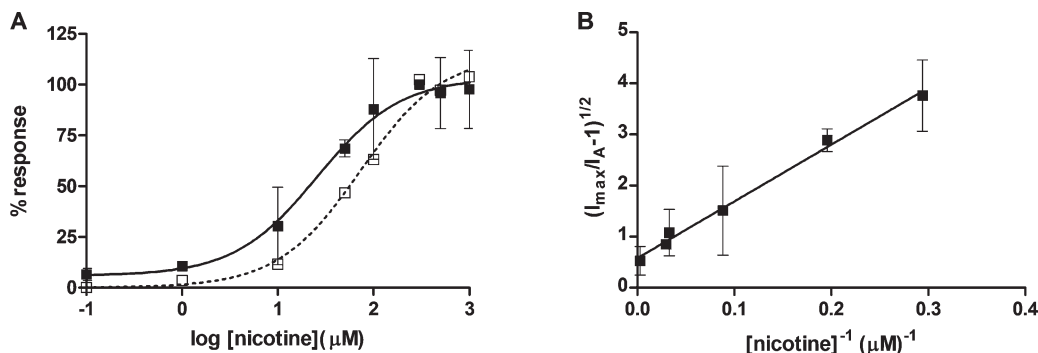 A
% response
125
100
75
50
25
0
-1 0 1 2 3
log [nicotine](μM)
B
(Imax/IA-1)1/2
5
4
3
2
1
0
0.0 0.1 0.2 0.3 0.4
[nicotine]-1 (μM)-1